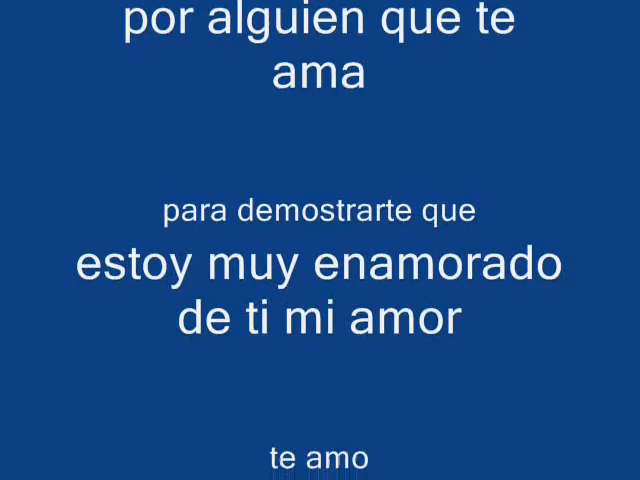 por alguien que te
ama
para demostrarte que
estoy muy enamorado
de ti mi amor
te amo